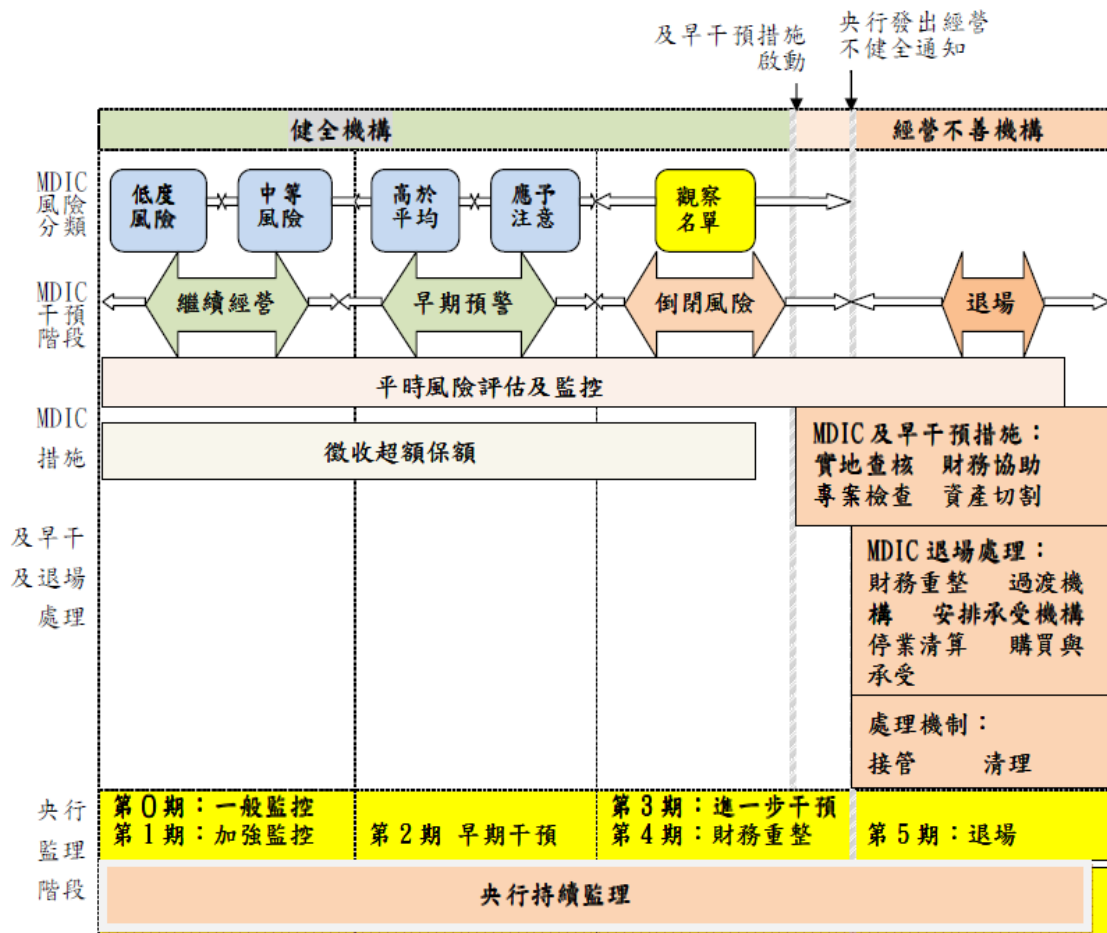 及早干預措施
啟動
央行發出經營
不健全通知
健全機構
經營不善機構
MDIC
風險
分類
低度
風險
中等
風險
高於
平均
應予
注意
觀察
名單
MDIC
干預
階段
繼續經營
早期預警
倒閉風險
退場
平時風險評估及監控
MDIC
措施
徵收超額保額
MDIC 及早干預措施：
實地查核 財務協助
專案檢查 資產切割
及早干
及退場
處理
MDIC 退場處理：
財務重整 過渡機
構 安排承受機構
停業清算 購買與
承受
處理機制：
接管 清理
央行
監理
階段
第0期：一般監控
第1期：加強監控
第2期 早期干預
第3期：進一步干預
第4期：財務重整
第5期：退場
央行持續監理